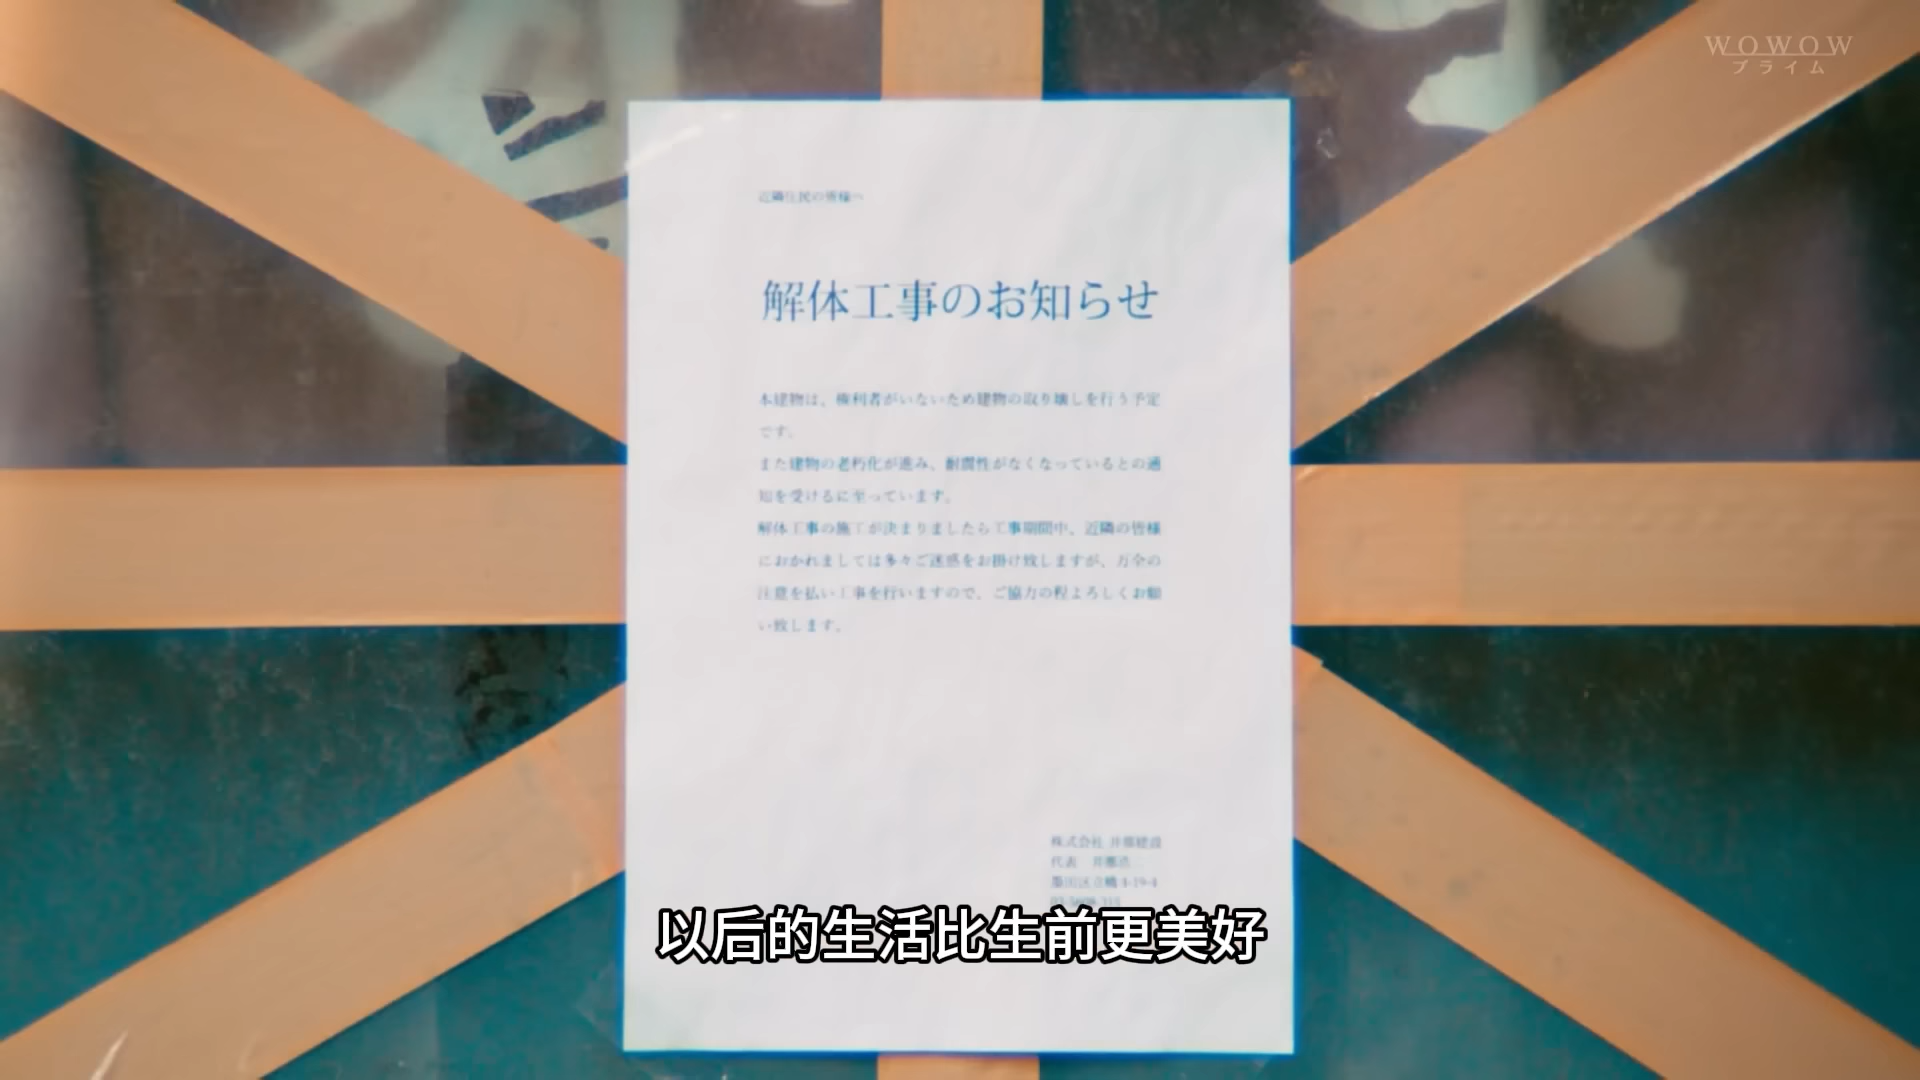 WOWOW
プライム
近隣住民の皆様へ
解体工事のお知らせ
本建物は、権利者がいないため建物の取り壊しを行う予定
です。
また建物の老朽化が進み、耐震性がなくなっているとの通
知を受けるに至っています。
解体工事の施工が決まりましたら工事期間中、近隣の皆様
におかれましては多々ご迷惑をお掛け致しますが、万全の
注意を払い工事を行いますので、ご協力の程よろしくお願
い致します。
株式会社
代表
墨田区立
以后的生活比生前更美好